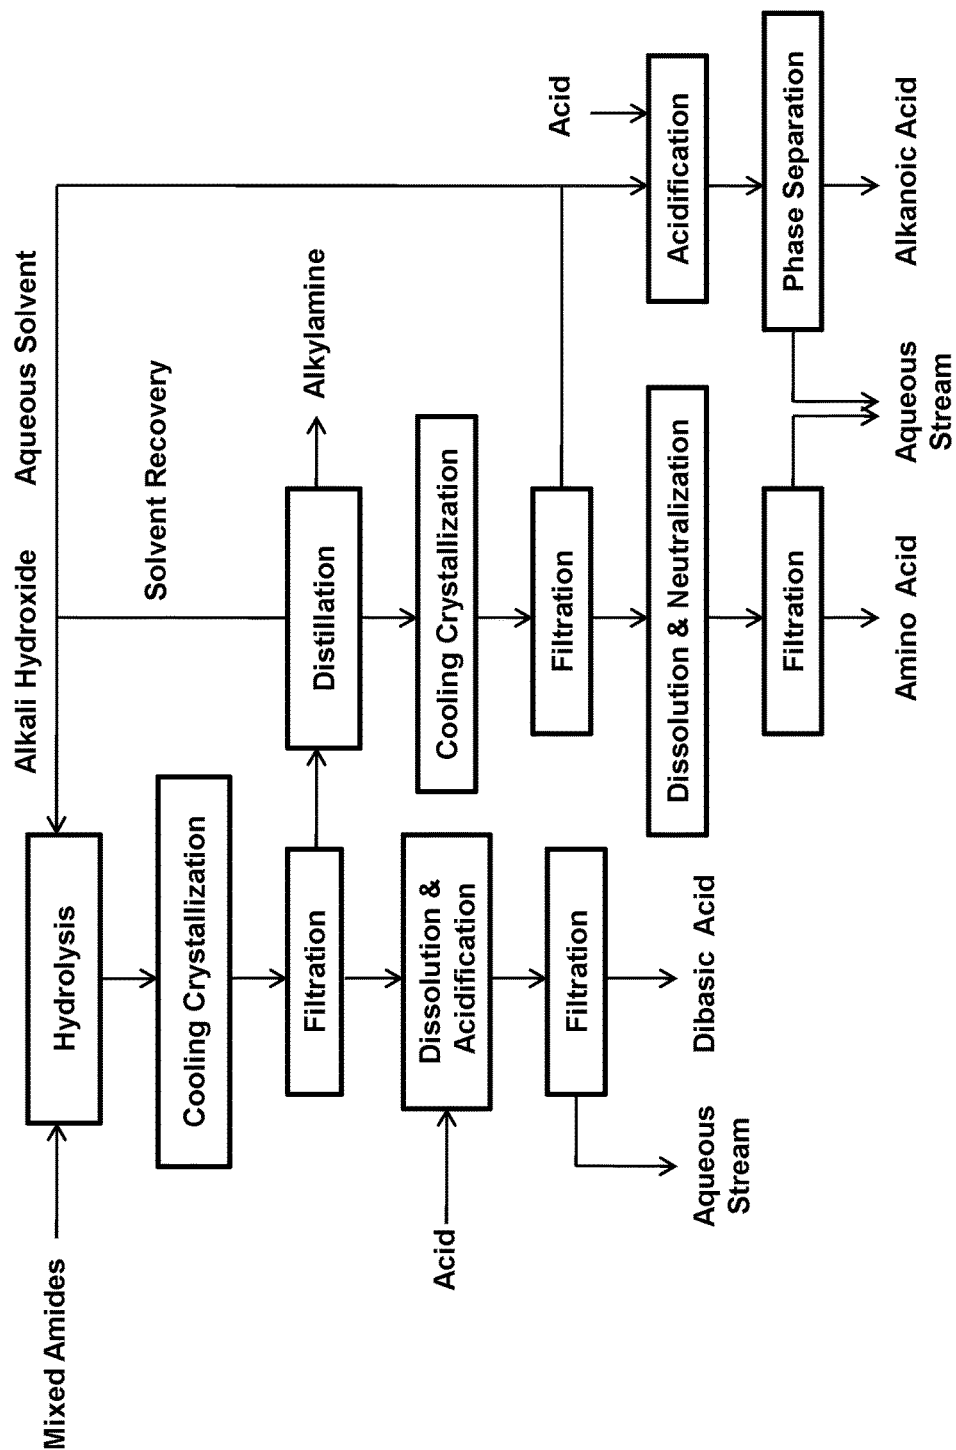 Mixed Amides
Hydrolysis
Alkali Hydroxide
Aqueous Solvent
Solvent Recovery
Cooling Crystallization
Filtration
Distillation
Alkylamine
Acid
Dissolution &
Acidification
Cooling Crystallization
Filtration
Aqueous
Stream
Dibasic Acid
Filtration
Acid
Dissolution & Neutralization
Acidification
Filtration
Phase Separation
Amino Acid
Aqueous
Stream
Alkanoic Acid